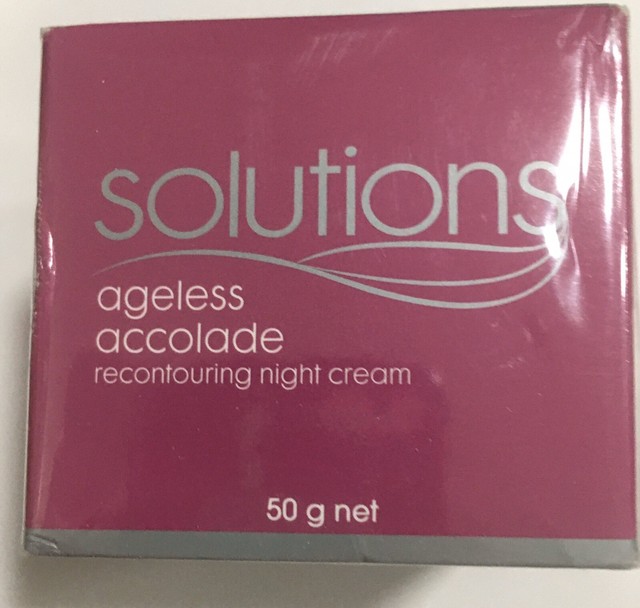 solutions
ageless
accolade
recontouring night cream
50 g net